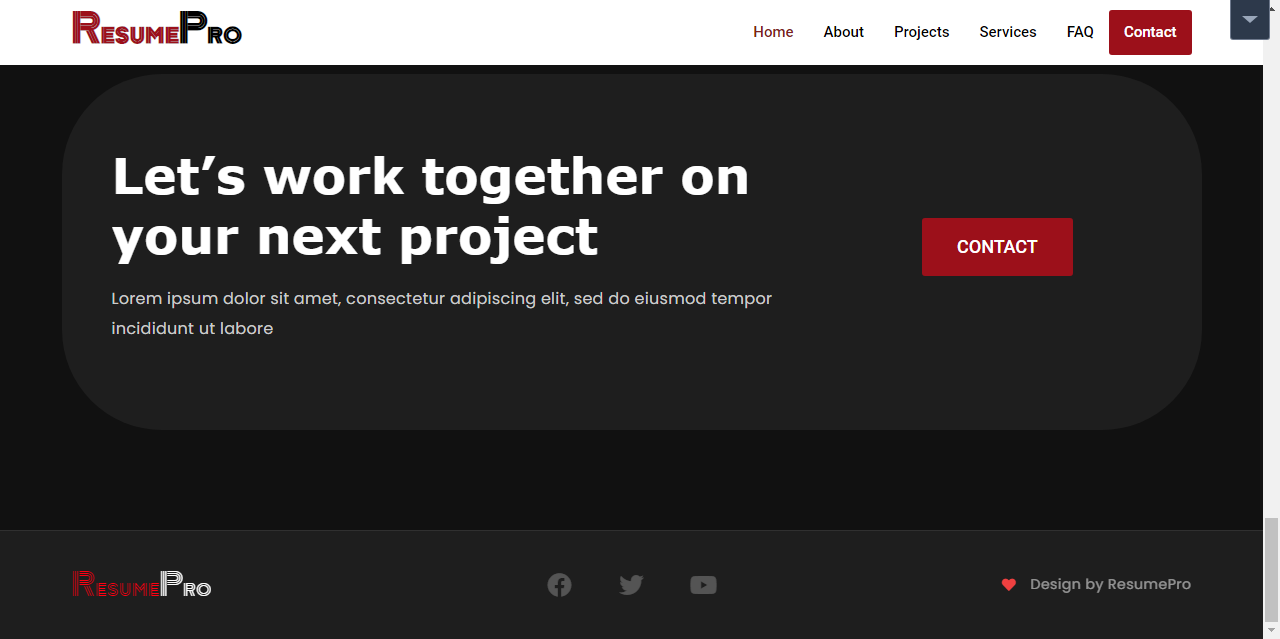 ResumePro
Home About Projects Services FAQ Contact
Let’s work together on
your next project
CONTACT
Lorem ipsum dolor sit amet, consectetur adipiscing elit, sed do eiusmod tempor
incididunt ut labore
ResumePro
Design by ResumePro